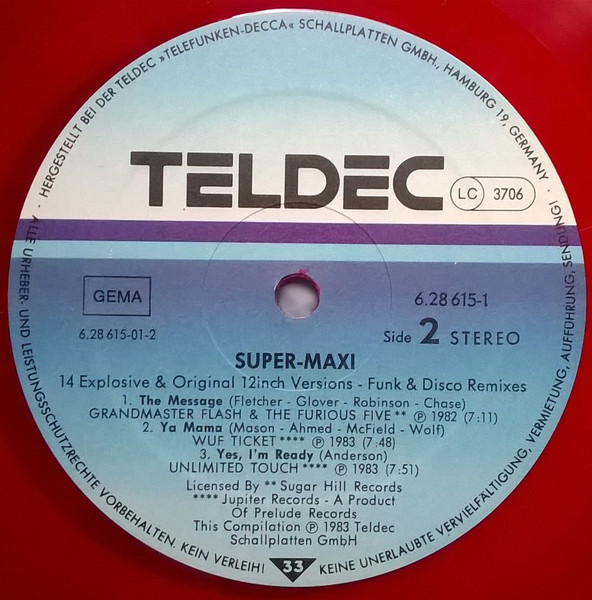 HERGESTELLT BEI DER TELDEC »TELEFUNKEN-DECCA« SCHALLPLATTEN GMBH., HAMBURG 19, GERMANY ·
TELDEC
LC 3706
GEMA
6.28 615-1
6.28 615-01-2
Side 2 STEREO
SUPER-MAXI
14 Explosive & Original 12inch Versions - Funk & Disco Remixes
1. The Message (Fletcher - Glover - Robinson - Chase)
GRANDMASTER FLASH & THE FURIOUS FIVE ** ℗ 1982 (7:11)
2. Ya Mama (Mason - Ahmed - McField - Wolf)
WUF TICKET **** ℗ 1983 (7:48)
3. Yes, I'm Ready (Anderson)
UNLIMITED TOUCH **** ℗ 1983 (7:51)
Licensed By ** Sugar Hill Records
**** Jupiter Records - A Product
Of Prelude Records
This Compilation ℗ 1983 Teldec
Schallplatten GmbH
33
· ALLE URHEBER- UND LEISTUNGSSCHUTZRECHTE VORBEHALTEN. KEIN VERLEIH! KEINE UNERLAUBTE VERVIELFÄLTIGUNG, VERMIETUNG, AUFFÜHRUNG, SENDUNG!